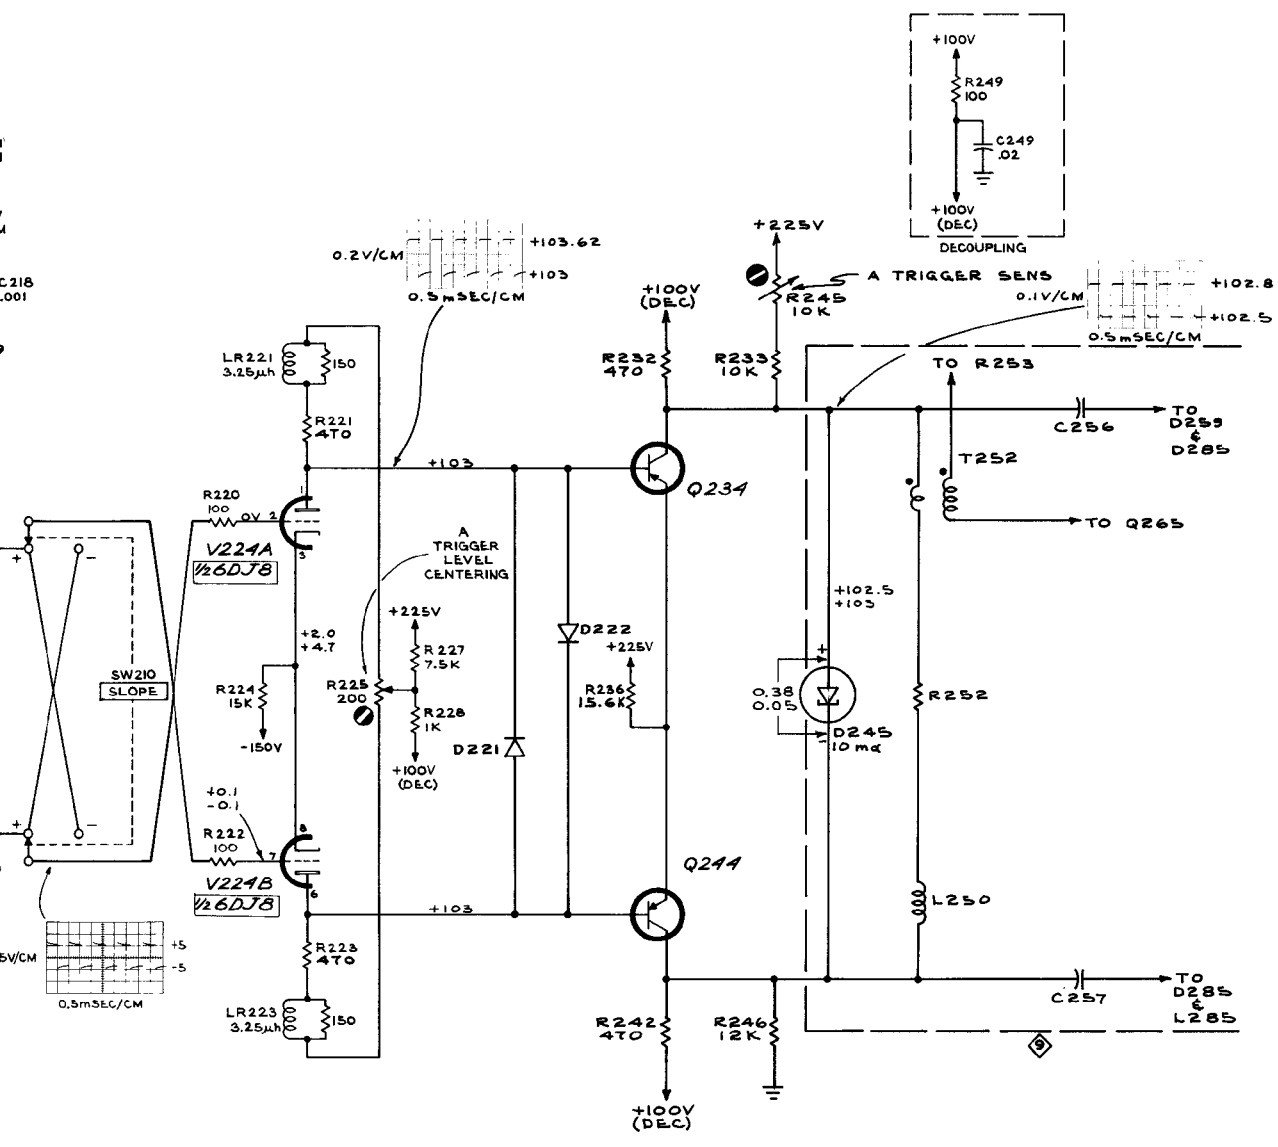 +100V
R249
100
C249
.02
+100V
(DEC)
DECOUPLING
C218
.001
0.2V/CM
+103.62
+103
0.5mSEC/CM
+225V
A TRIGGER SENS
R245
10K
0.1V/CM
+102.8
+102.5
0.5mSEC/CM
+100V
(DEC)
LR221
3.25µh
150
R232
470
R233
10K
TO R253
R221
470
C256
TO
D259
&
D285
T252
+103
1
Q234
R220
100
0V
2
3
V224A
½6DJ8
A
TRIGGER
LEVEL
CENTERING
TO Q265
+
-
+102.5
+103
+225V
+2.0
+4.7
D222
+225V
R227
7.5K
SW210
SLOPE
R224
15K
R225
200
R236
15.6K
0.38
0.05
+
-
R252
R228
1K
D245
10ma
-150V
D221
+100V
(DEC)
+0.1
-0.1
+
-
R222
100
7
8
6
V224B
½6DJ8
Q244
L250
+103
5V/CM
+5
-5
0.5mSEC/CM
R223
470
LR223
3.25µh
150
C257
TO
D285
&
L285
R242
470
R246
12K
9
+100V
(DEC)